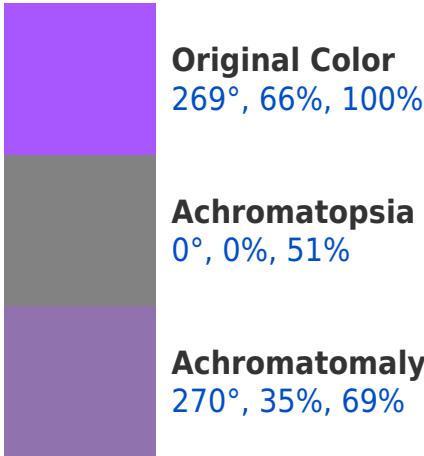 Original Color
269°, 66%, 100%
Achromatopsia
0°, 0%, 51%
Achromatomaly
270°, 35%, 69%